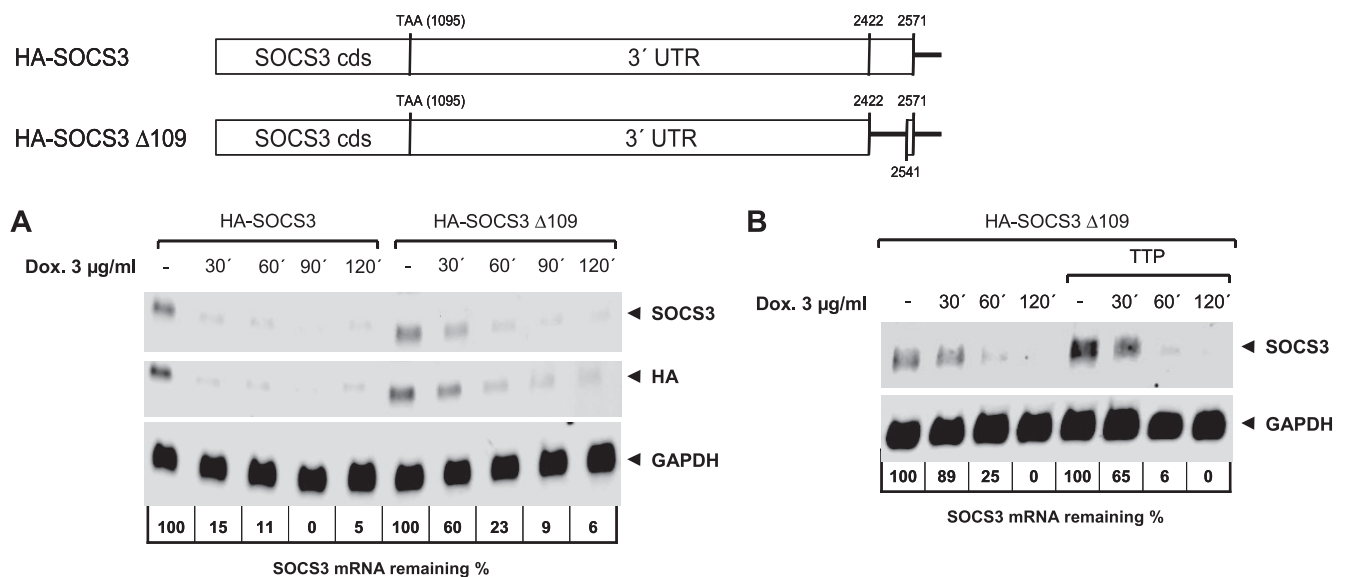 TAA (1095) 2422 2571
HA-SOCS3 SOCS3 cds 3´ UTR
TAA (1095) 2422 2571
HA-SOCS3 Δ109 SOCS3 cds 3´ UTR
2541
A
HA-SOCS3 HA-SOCS3 Δ109
Dox. 3 µg/ml - 30´ 60´ 90´ 120´ - 30´ 60´ 90´ 120´
SOCS3
HA
GAPDH
100 15 11 0 5 100 60 23 9 6
SOCS3 mRNA remaining %
B
HA-SOCS3 Δ109
TTP
Dox. 3 µg/ml - 30´ 60´ 120´ - 30´ 60´ 120´
SOCS3
GAPDH
100 89 25 0 100 65 6 0
SOCS3 mRNA remaining %